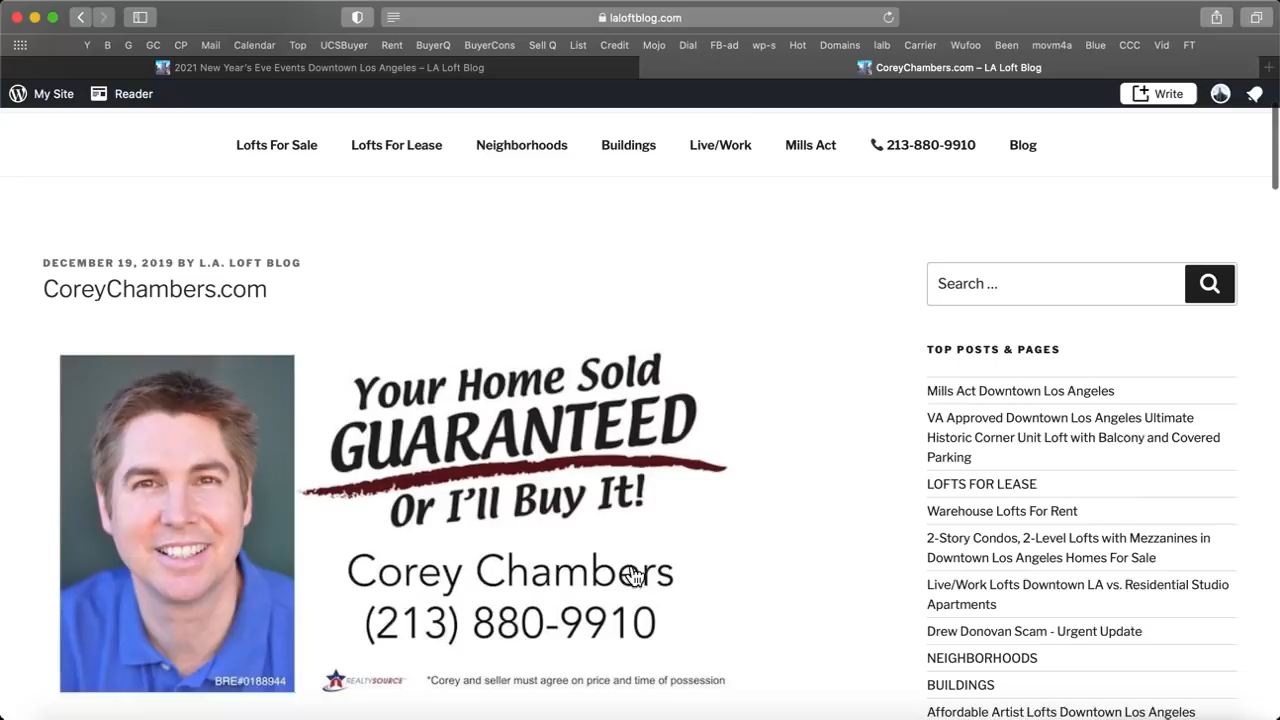 laloftblog.com
Y B G GC CP Mail Calendar Top UCSBuyer Rent BuyerQ BuyerCons Sell Q List Credit Mojo Dial FB-ad wp-s Hot Domains lalb Carrier Wufoo Been movm4a Blue CCC Vid FT
2021 New Year's Eve Events Downtown Los Angeles – LA Loft Blog
CoreyChambers.com – LA Loft Blog
My Site Reader Write
Lofts For Sale Lofts For Lease Neighborhoods Buildings Live/Work Mills Act 213-880-9910 Blog
DECEMBER 19, 2019 BY L.A. LOFT BLOG
CoreyChambers.com
Your Home Sold
GUARANTEED
Or I'll Buy It!
Corey Chambers
(213) 880-9910
BRE#0188944
REALTYSOURCE
*Corey and seller must agree on price and time of possession
Search …
TOP POSTS & PAGES
Mills Act Downtown Los Angeles
VA Approved Downtown Los Angeles Ultimate
Historic Corner Unit Loft with Balcony and Covered
Parking
LOFTS FOR LEASE
Warehouse Lofts For Rent
2-Story Condos, 2-Level Lofts with Mezzanines in
Downtown Los Angeles Homes For Sale
Live/Work Lofts Downtown LA vs. Residential Studio
Apartments
Drew Donovan Scam - Urgent Update
NEIGHBORHOODS
BUILDINGS
Affordable Artist Lofts Downtown Los Angeles